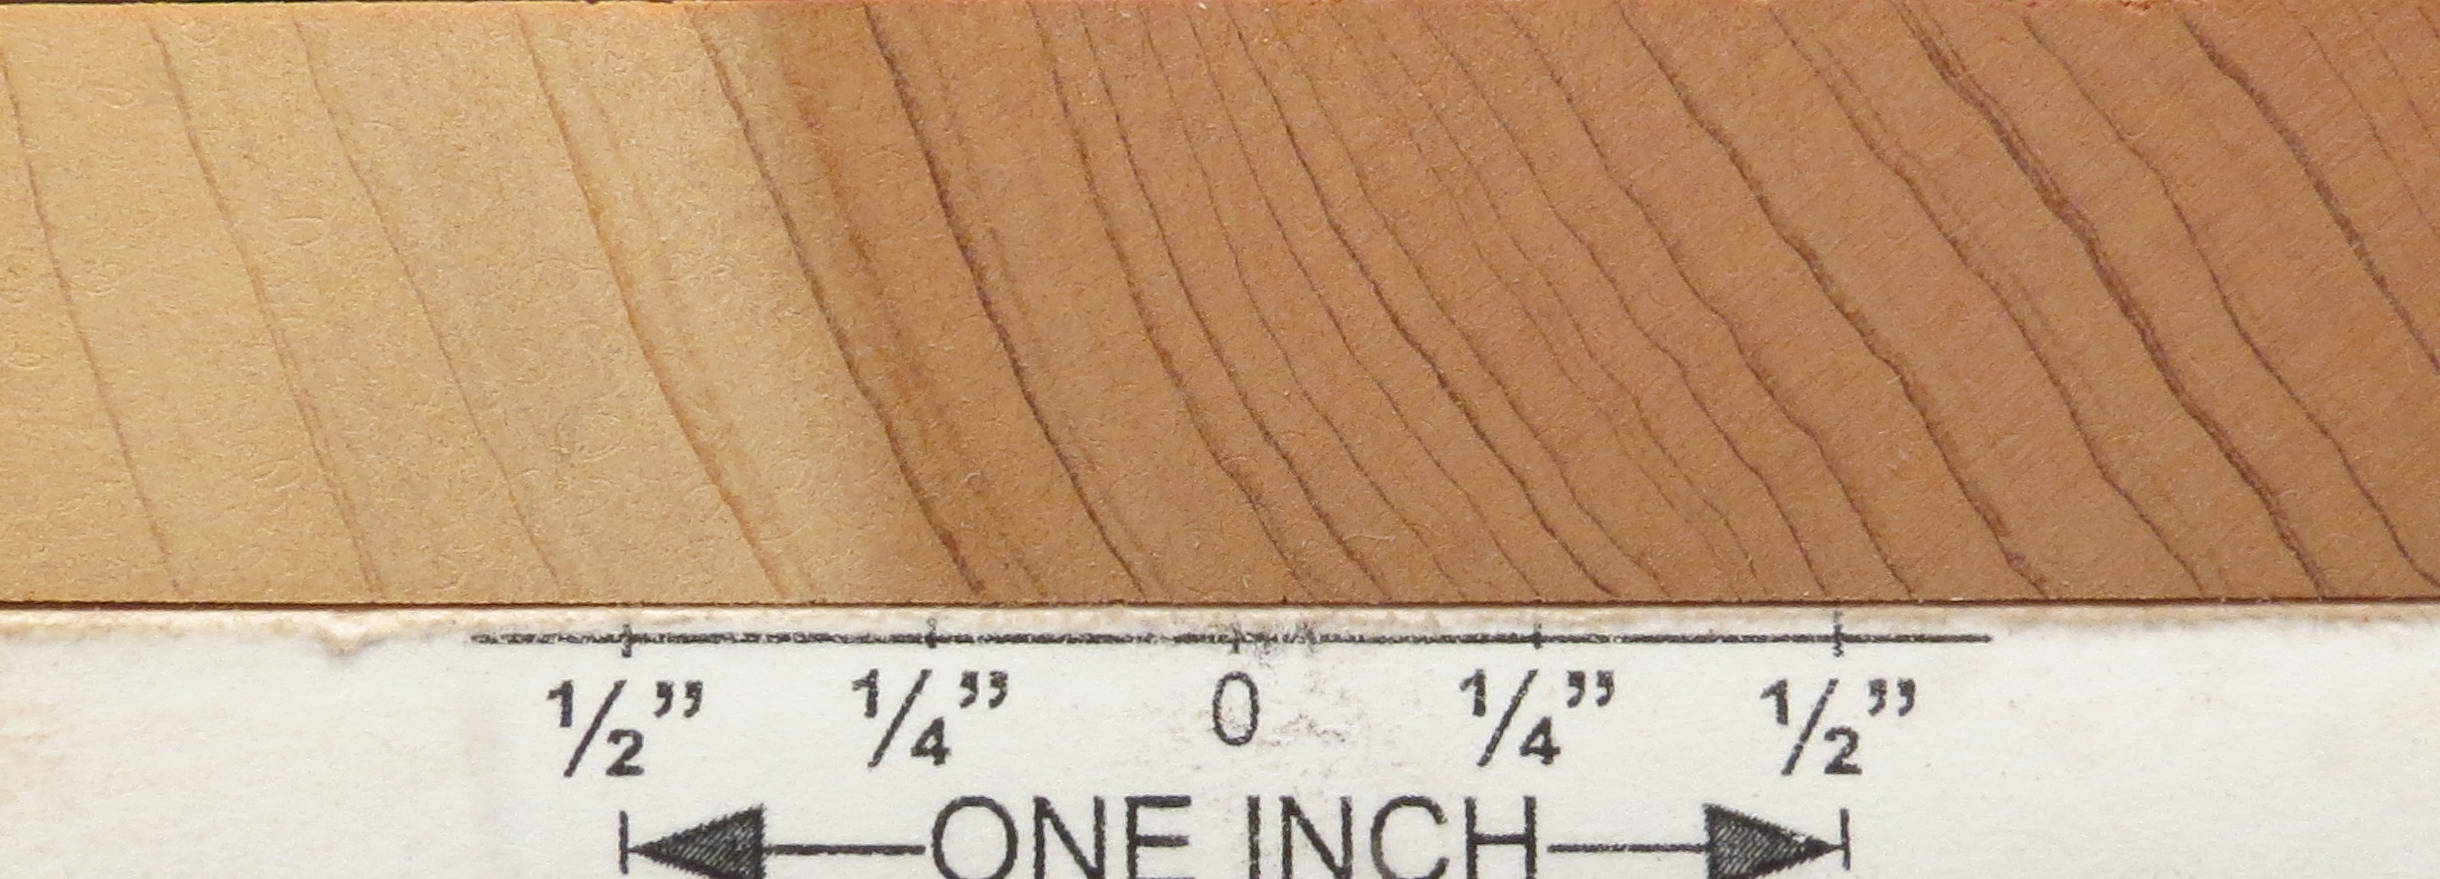 1/2” 1/4” 0 1/4” 1/2”
ONE INCH